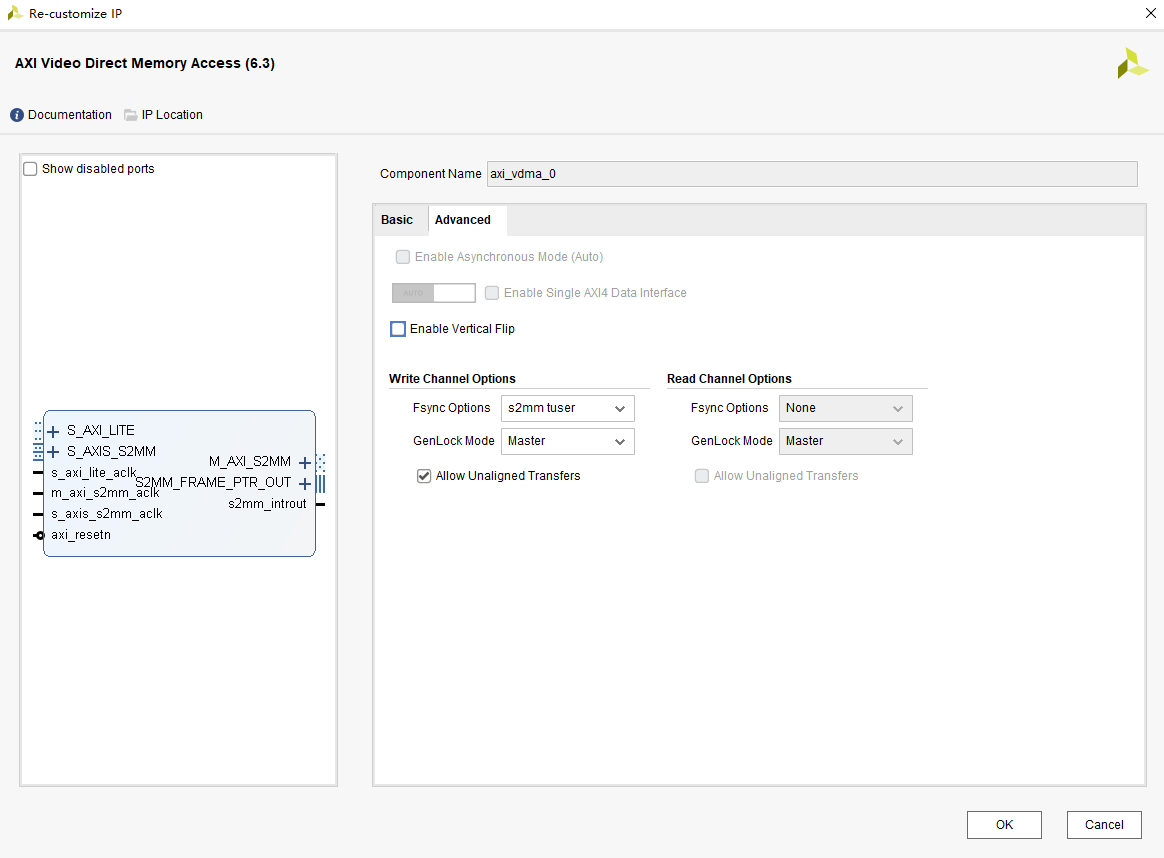 Re-customize IP
AXI Video Direct Memory Access (6.3)
Documentation IP Location
Show disabled ports
S_AXI_LITE
S_AXIS_S2MM
s_axi_lite_aclk
m_axi_s2mm_aclk
s_axis_s2mm_aclk
axi_resetn
M_AXI_S2MM
S2MM_FRAME_PTR_OUT
s2mm_introut
Component Name axi_vdma_0
Basic Advanced
Enable Asynchronous Mode (Auto)
AUTO Enable Single AXI4 Data Interface
Enable Vertical Flip
Write Channel Options
Fsync Options s2mm tuser
GenLock Mode Master
Allow Unaligned Transfers
Read Channel Options
Fsync Options None
GenLock Mode Master
Allow Unaligned Transfers
OK Cancel